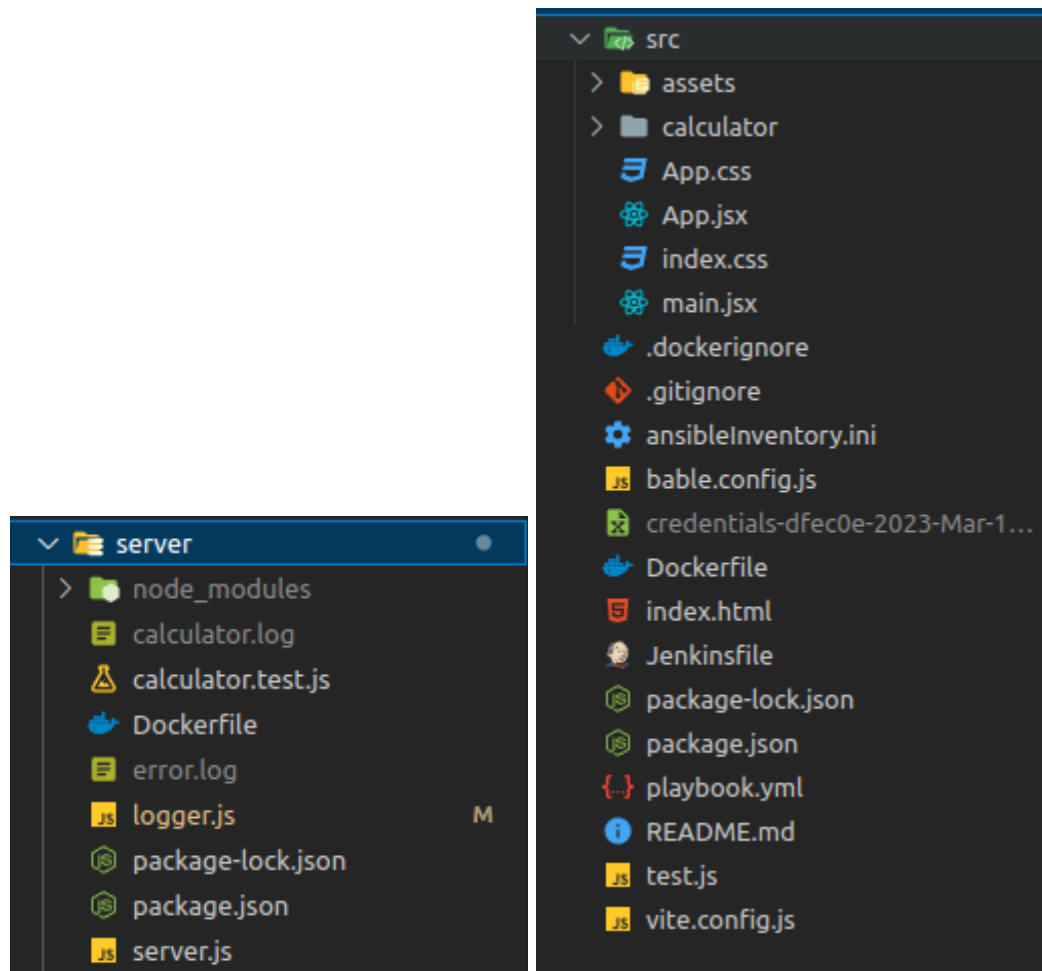 server
node_modules
calculator.log
calculator.test.js
Dockerfile
error.log
logger.js M
package-lock.json
package.json
server.js
src
assets
calculator
App.css
App.jsx
index.css
main.jsx
.dockerignore
.gitignore
ansibleInventory.ini
bable.config.js
credentials-dfec0e-2023-Mar-1...
Dockerfile
index.html
Jenkinsfile
package-lock.json
package.json
playbook.yml
README.md
test.js
vite.config.js